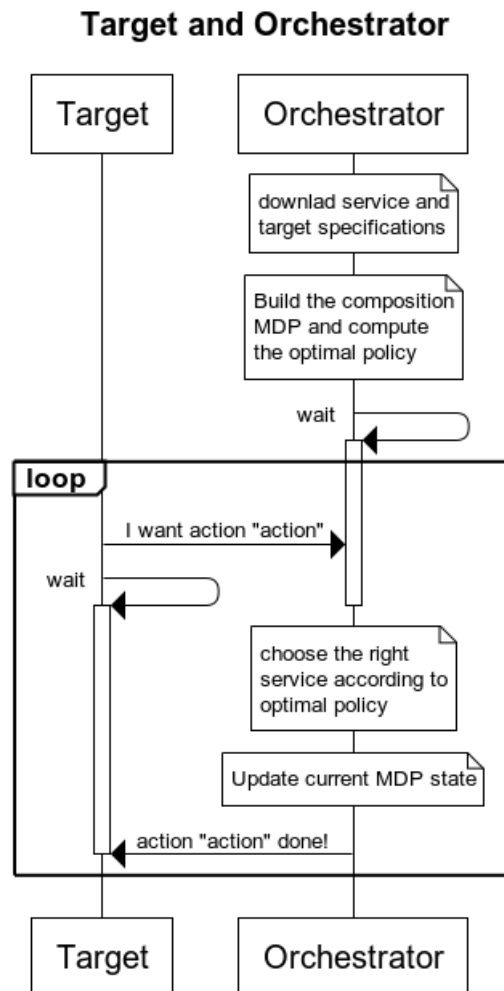 Target and Orchestrator
Target
Orchestrator
downlad service and
target specifications
Build the composition
MDP and compute
the optimal policy
wait
loop
I want action "action"
wait
choose the right
service according to
optimal policy
Update current MDP state
action "action" done!
Target
Orchestrator